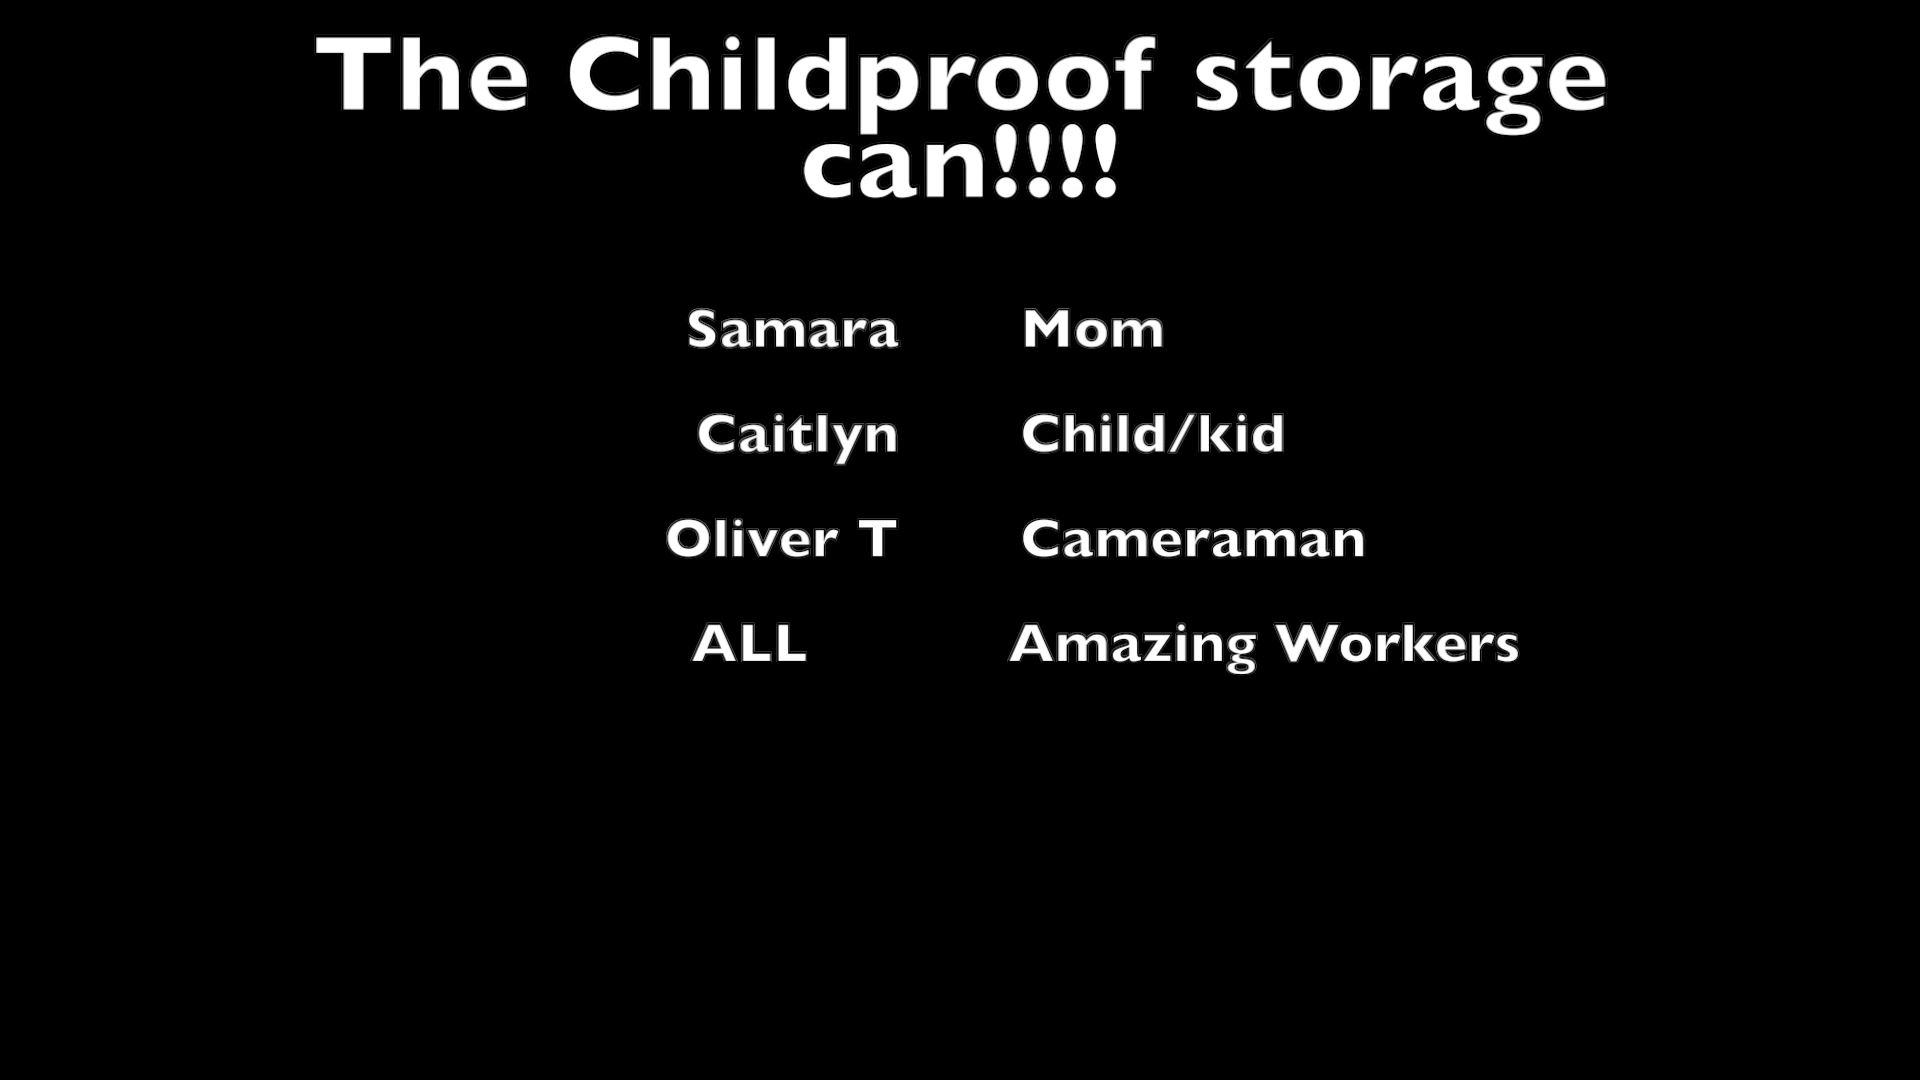 The Childproof storage
can!!!!
Samara Mom
Caitlyn Child/kid
Oliver T Cameraman
ALL Amazing Workers